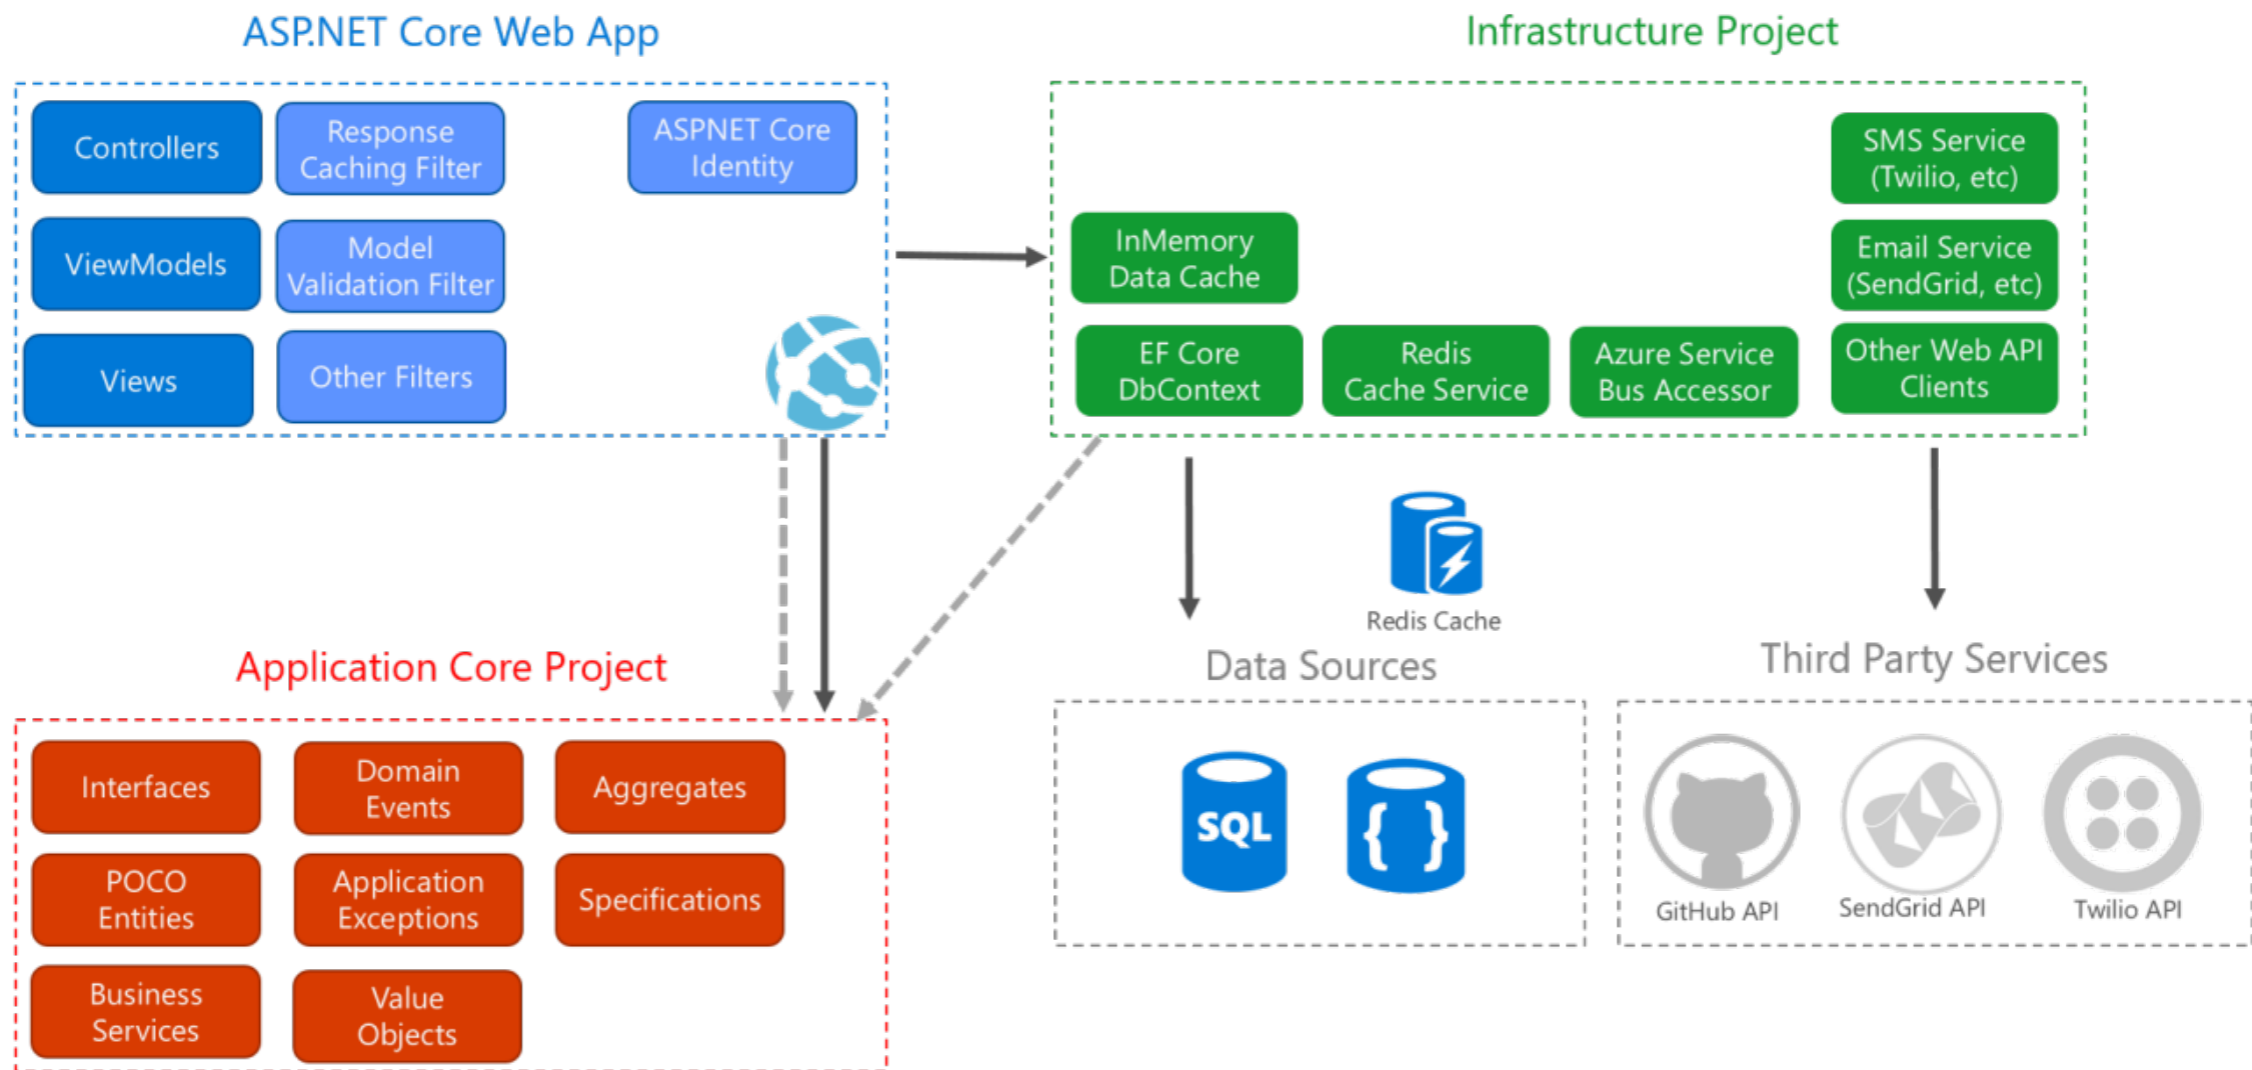 ASP.NET Core Web App
Controllers
Response
Caching Filter
ASPNET Core
Identity
ViewModels
Model
Validation Filter
Views
Other Filters
Infrastructure Project
SMS Service
(Twilio, etc)
InMemory
Data Cache
Email Service
(SendGrid, etc)
EF Core
DbContext
Redis
Cache Service
Azure Service
Bus Accessor
Other Web API
Clients
Redis Cache
Application Core Project
Interfaces
Domain
Events
Aggregates
POCO
Entities
Application
Exceptions
Specifications
Business
Services
Value
Objects
Data Sources
SQL
{ }
Third Party Services
GitHub API
SendGrid API
Twilio API